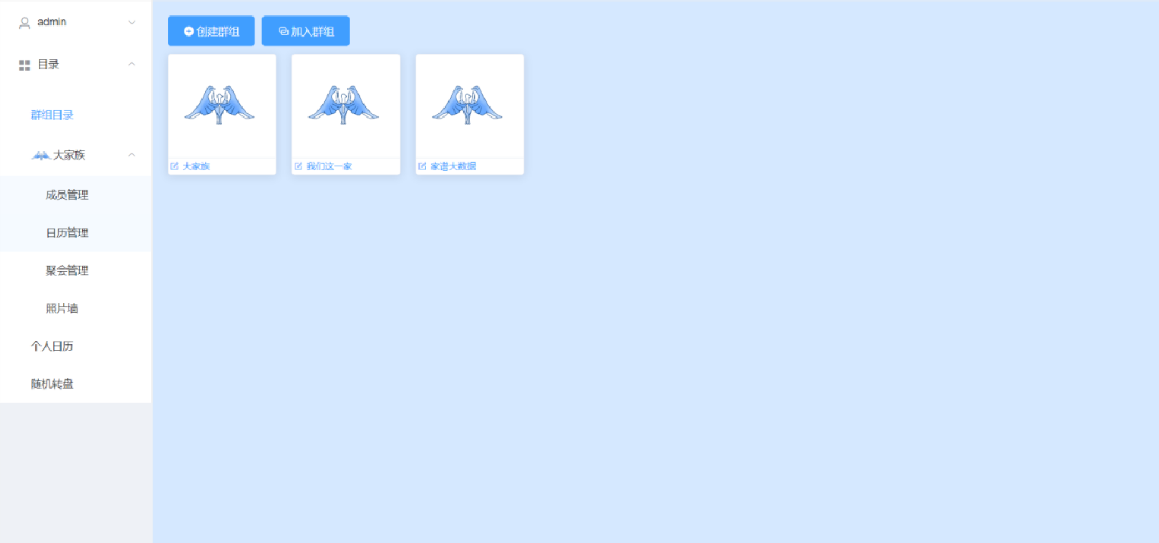 admin
目录
群组目录
大家族
成员管理
日历管理
聚会管理
照片墙
个人日历
随机转盘
创建群组
加入群组
大家族
我们这一家
家谱大数据